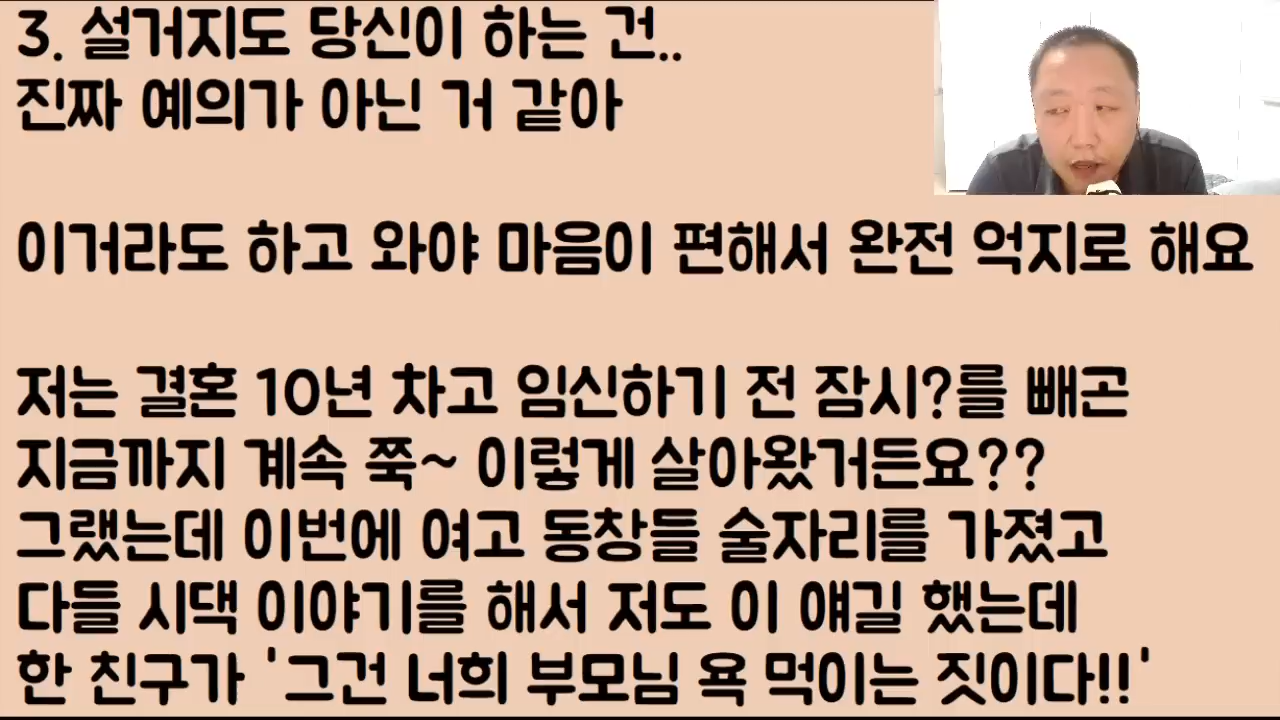 3. 설거지도 당신이 하는 건..
진짜 예의가 아닌 거 같아
이거라도 하고 와야 마음이 편해서 완전 억지로 해요
저는 결혼 10년 차고 임신하기 전 잠시?를 빼곤
지금까지 계속 쭉~ 이렇게 살아왔거든요??
그랬는데 이번에 여고 동창들 술자리를 가졌고
다들 시댁 이야기를 해서 저도 이 얘길 했는데
한 친구가 '그건 너희 부모님 욕 먹이는 짓이다!!'